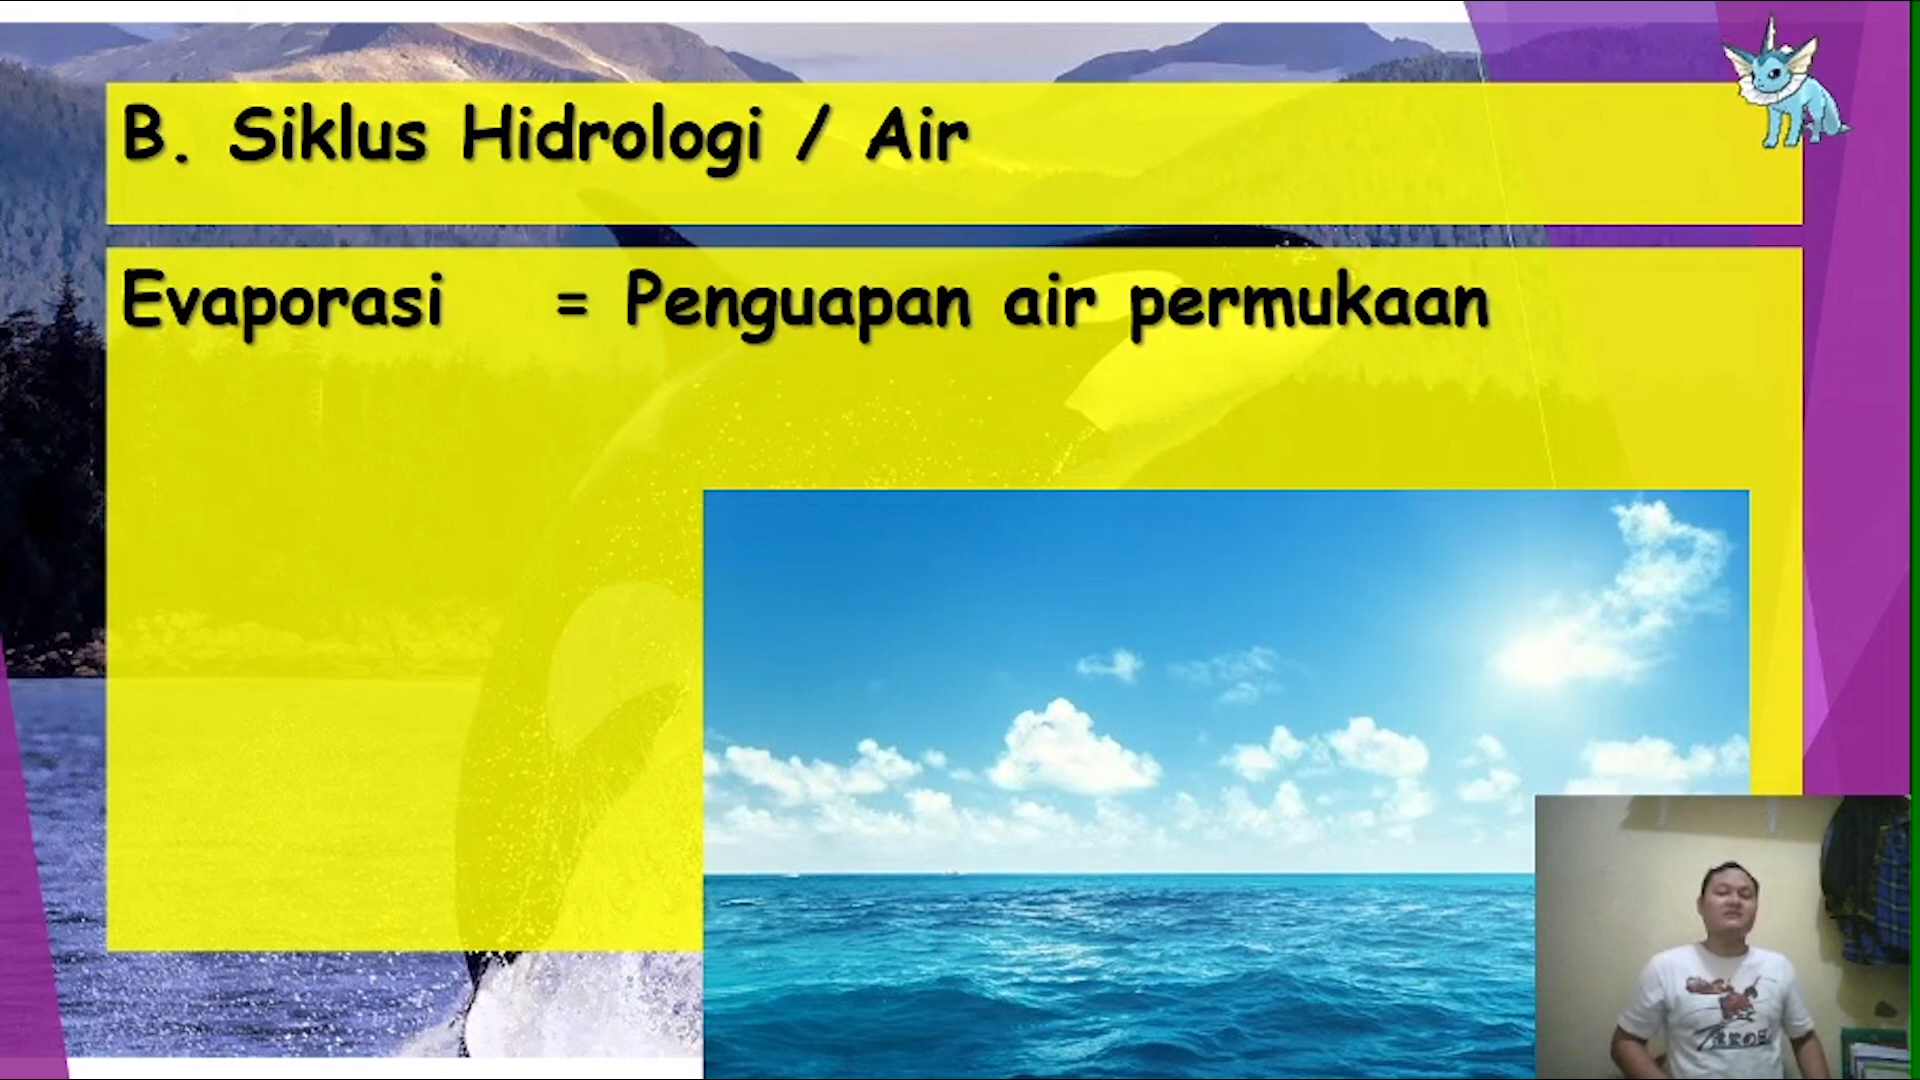 B. Siklus Hidrologi / Air
Evaporasi = Penguapan air permukaan